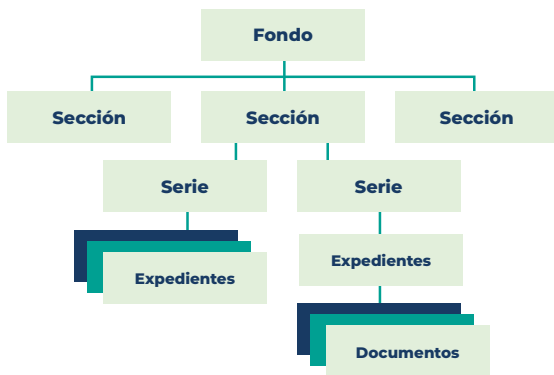 Fondo
Sección
Sección
Sección
Serie
Serie
Expedientes
Expedientes
Documentos